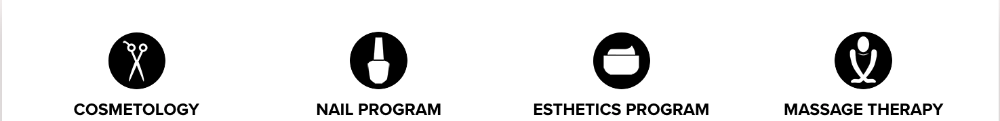 COSMETOLOGY
NAIL PROGRAM
ESTHETICS PROGRAM
MASSAGE THERAPY